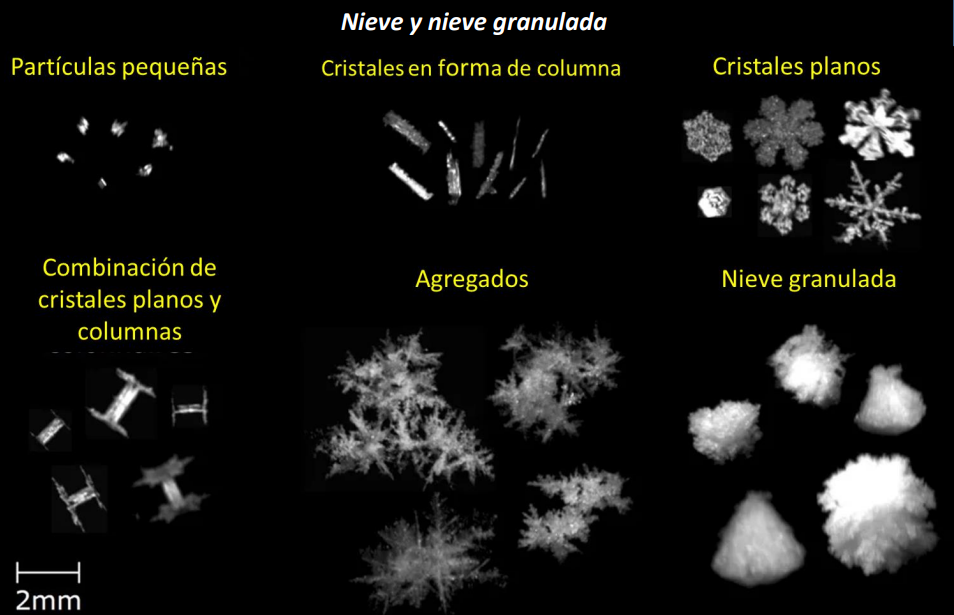 Nieve y nieve granulada
Partículas pequeñas
Cristales en forma de columna
Cristales planos
Combinación de
cristales planos y
columnas
Agregados
Nieve granulada
2mm